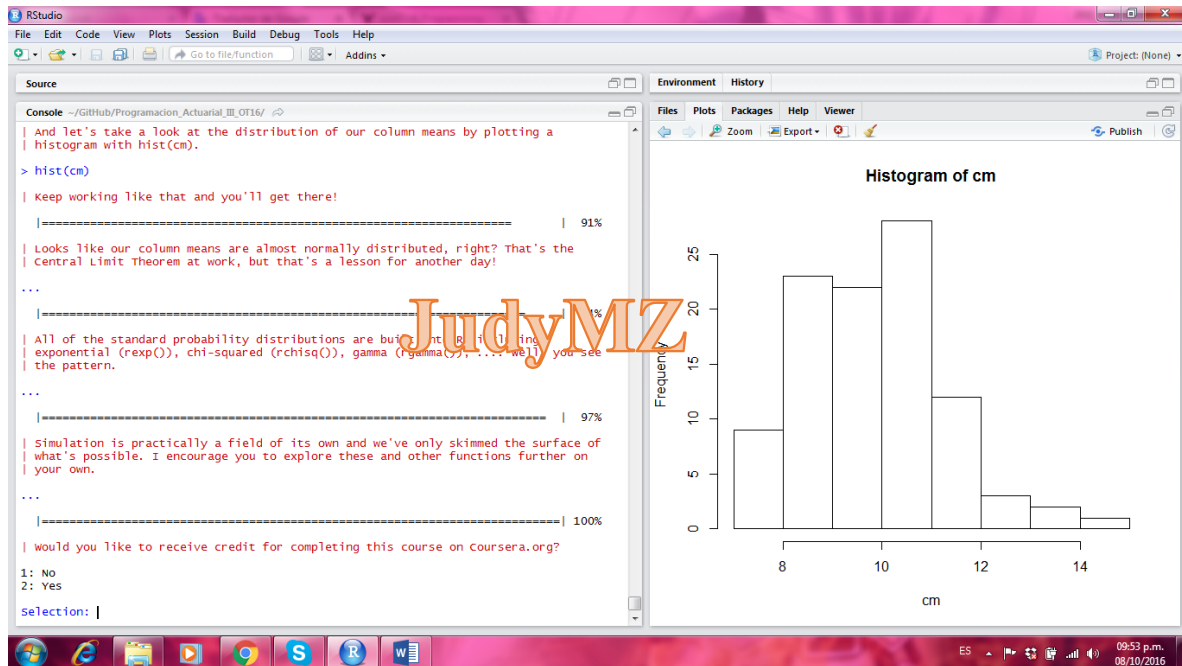 RStudio
File Edit Code View Plots Session Build Debug Tools Help
Go to file/function Addins Project: (None)
Source
Console ~/GitHub/Programacion_Actuarial_III_OT16/
| And let's take a look at the distribution of our column means by plotting a
| histogram with hist(cm).
> hist(cm)
| Keep working like that and you'll get there!
|==================================================================== | 91%
| Looks like our column means are almost normally distributed, right? That's the
| Central Limit Theorem at work, but that's a lesson for another day!
...
|====================================================================== %
| All of the standard probability distributions are
| exponential (rexp()), chi-squared (rchisq()), gamma (rgamma()), .... well, you see
| the pattern.
...
|========================================================================= | 97%
| Simulation is practically a field of its own and we've only skimmed the surface of
| what's possible. I encourage you to explore these and other functions further on
| your own.
...
|===========================================================================| 100%
| Would you like to receive credit for completing this course on Coursera.org?
1: No
2: Yes
Selection:
JudyMZ
Environment History
Files Plots Packages Help Viewer
Zoom Export Publish
Histogram of cm
Frequency
25
20
15
10
5
0
8 10 12 14
cm
ES
09:53 p.m.
08/10/2016